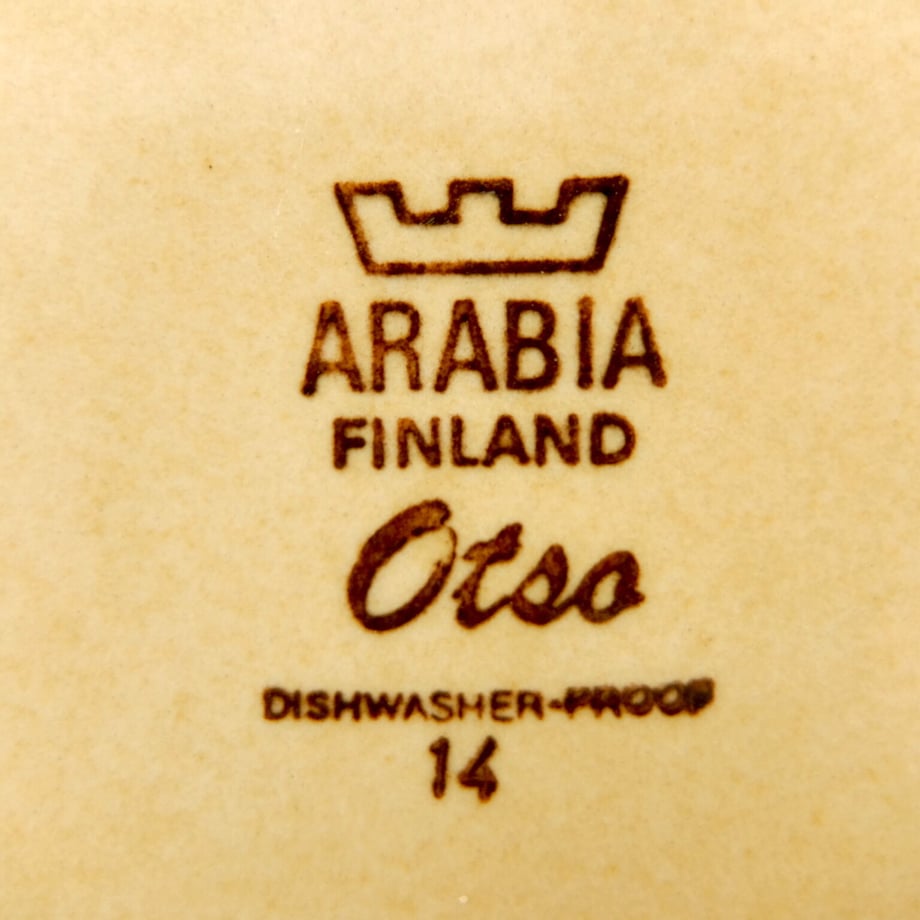 ARABIA
FINLAND
Otso
DISHWASHER-PROOF
14